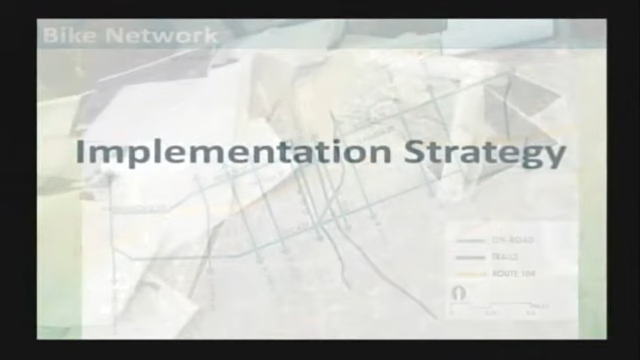 Bike Network
Implementation Strategy
ON-ROAD
TRAILS
ROUTE 104